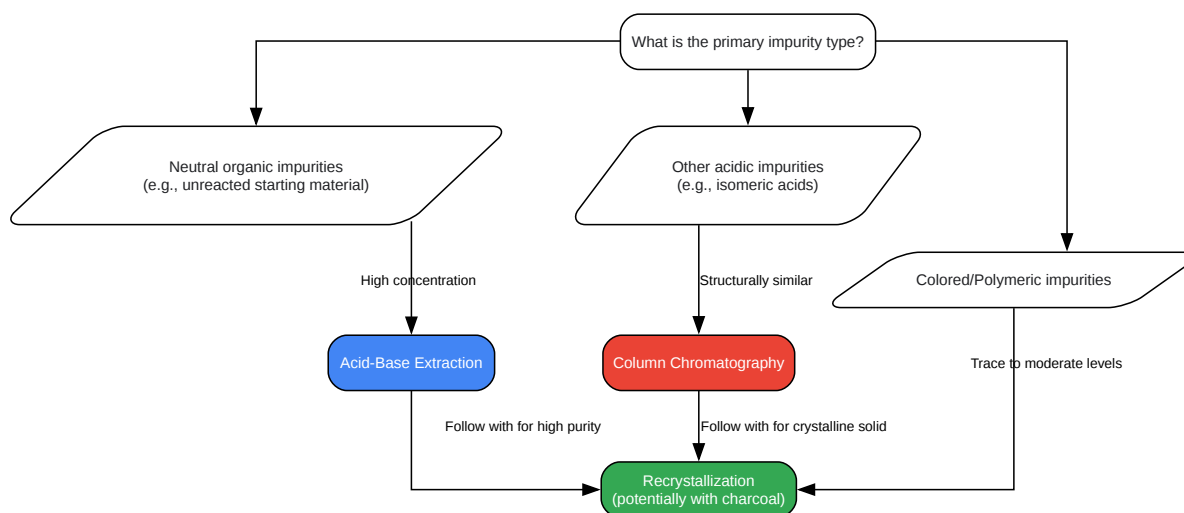 What is the primary impurity type?
Neutral organic impurities
(e.g., unreacted starting material)
Other acidic impurities
(e.g., isomeric acids)
Colored/Polymeric impurities
High concentration
Structurally similar
Acid-Base Extraction
Column Chromatography
Trace to moderate levels
Follow with for high purity
Follow with for crystalline solid
Recrystallization
(potentially with charcoal)